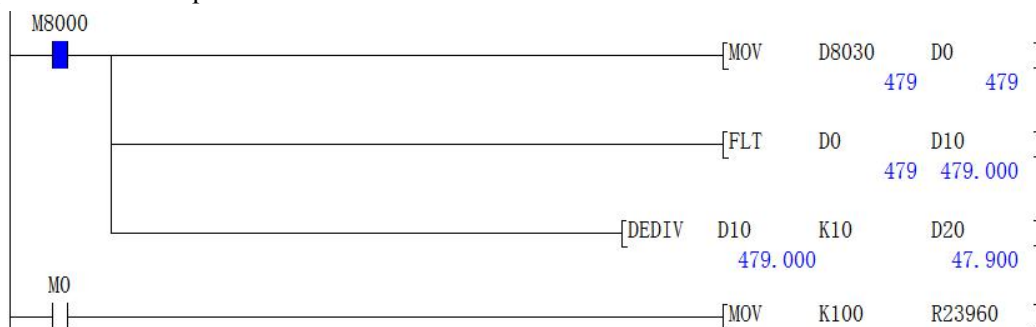 M8000
MOV D8030 D0
479 479
FLT D0 D10
479 479.000
DEDIV D10 K10 D20
479.000 47.900
M0
MOV K100 R23960